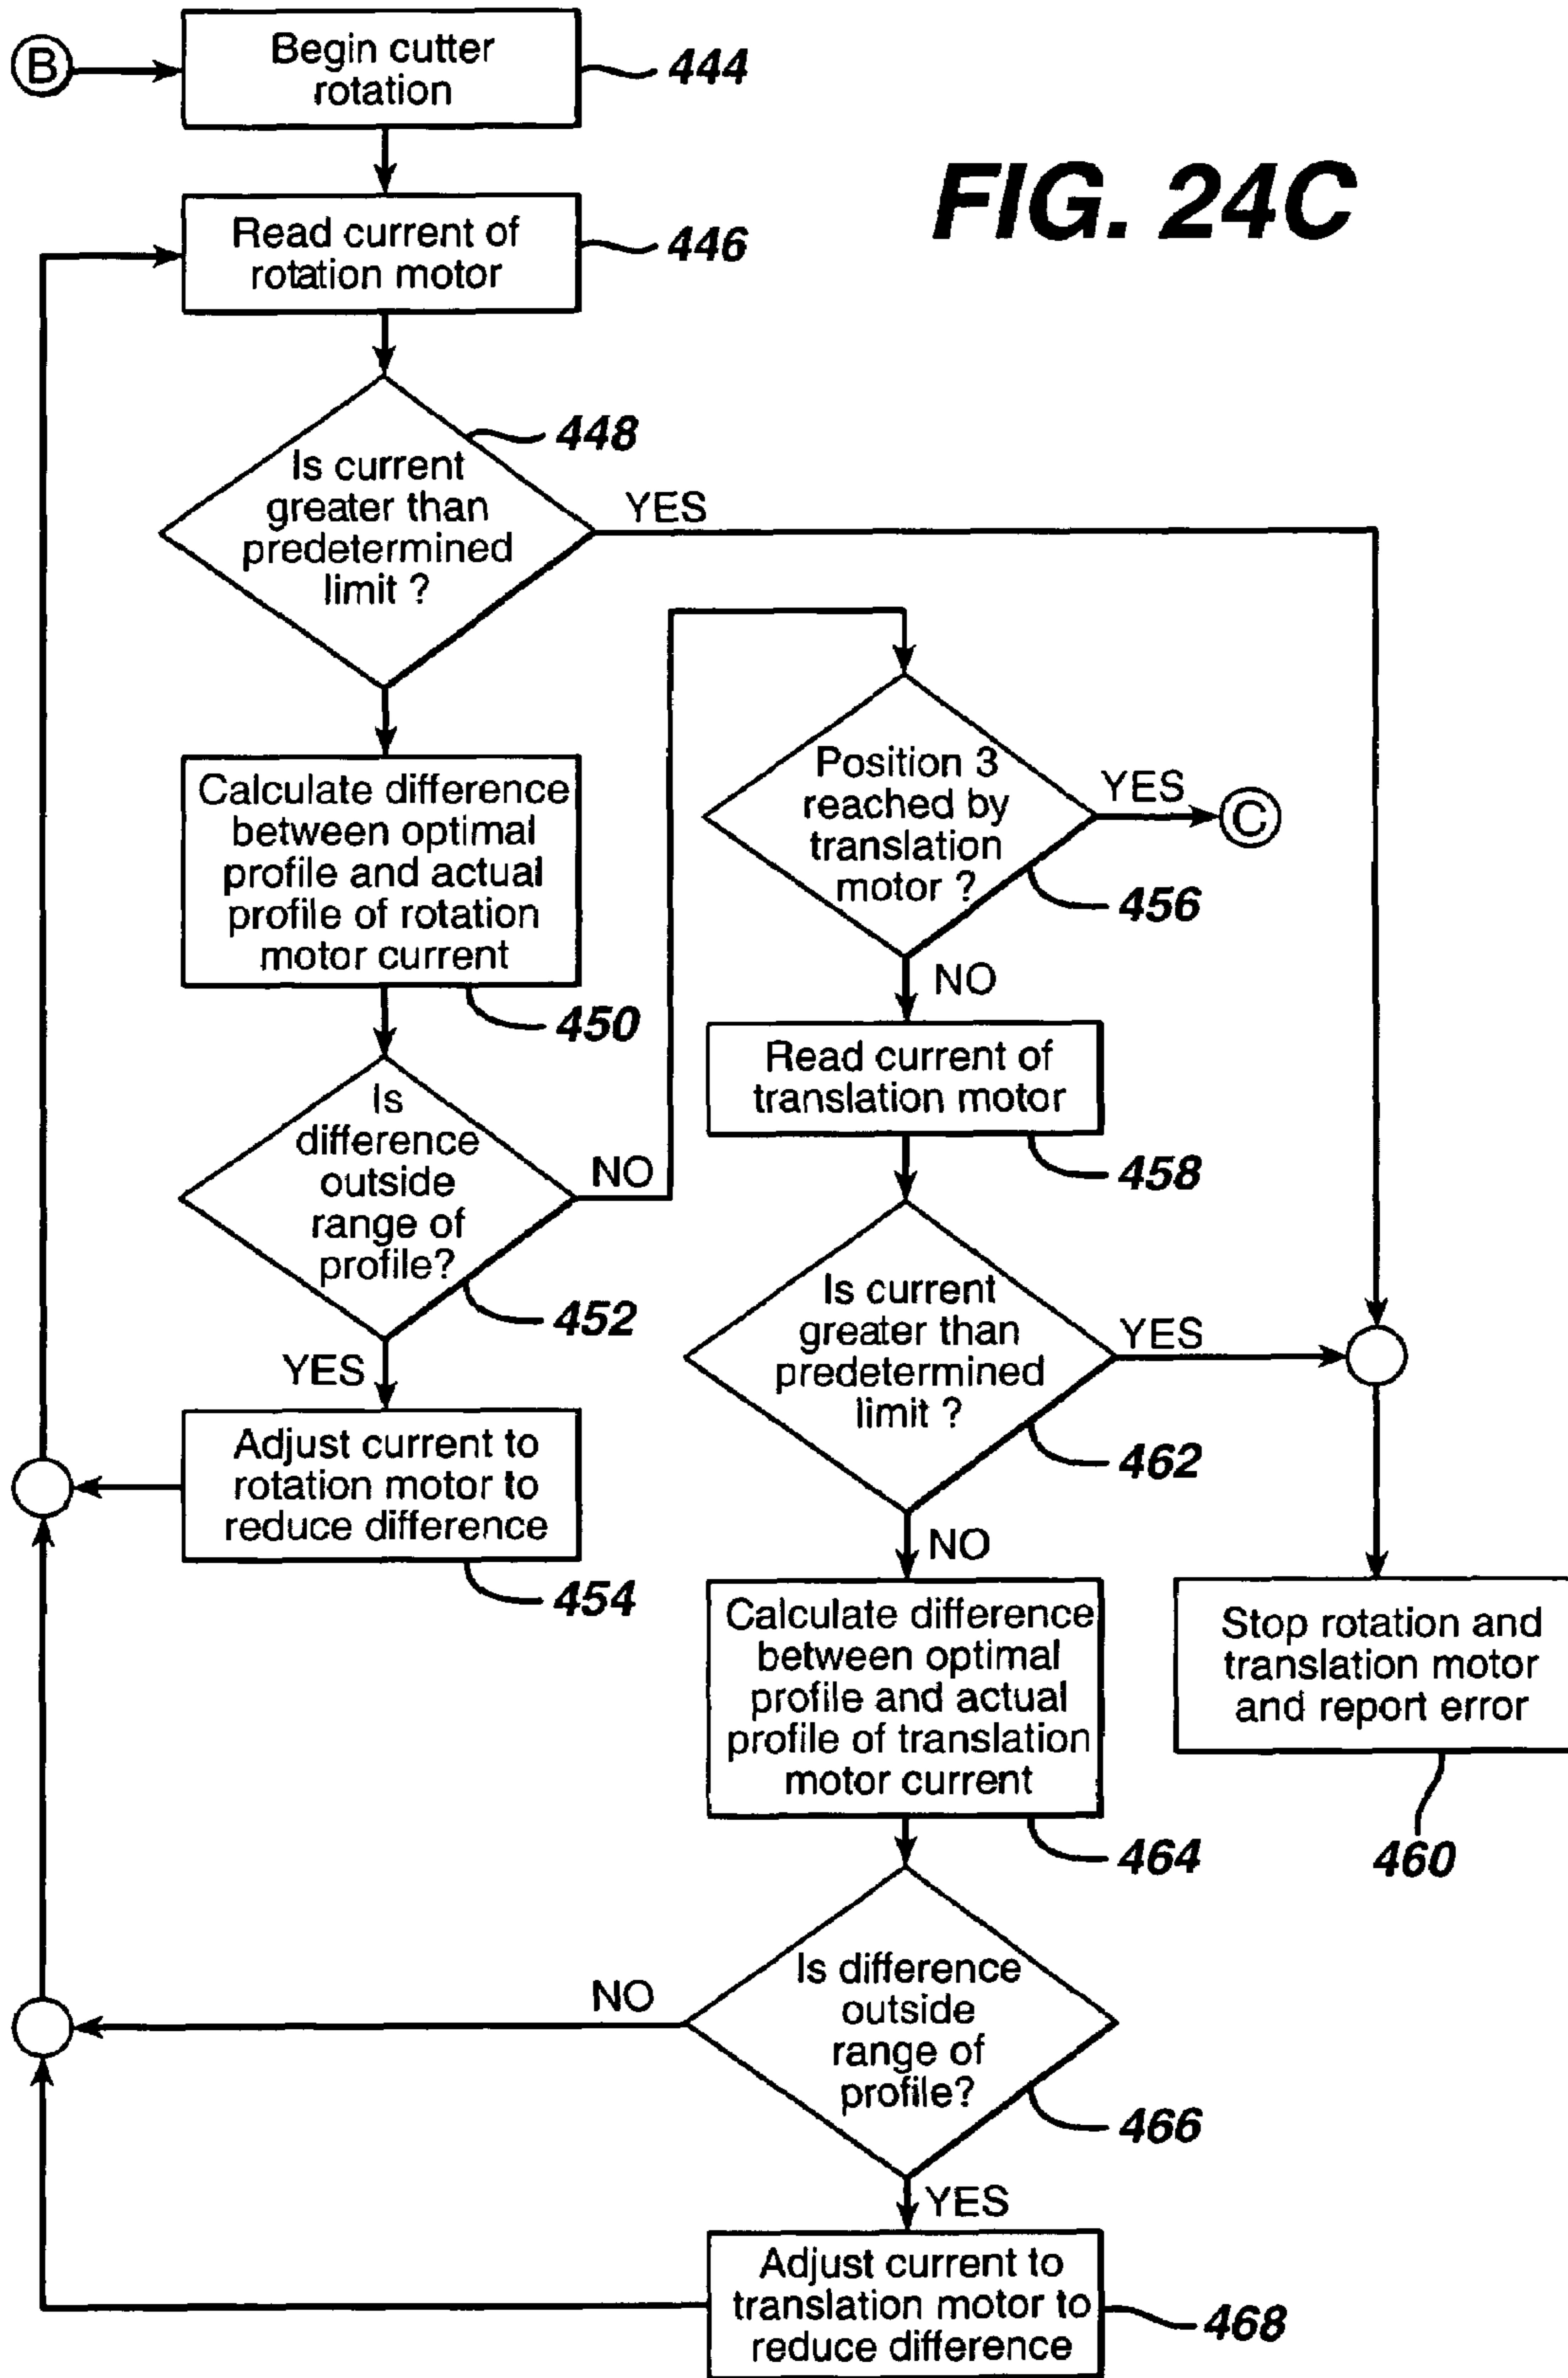 B
Begin cutter
rotation
444
FIG. 24C
Read current of
rotation motor
446
448
Is current
greater than
predetermined
limit ?
YES
Calculate difference
between optimal
profile and actual
profile of rotation
motor current
450
Is
difference
outside
range of
profile?
NO
452
YES
Adjust current to
rotation motor to
reduce difference
454
Position 3
reached by
translation
motor ?
YES
C
456
NO
Read current of
translation motor
458
Is current
greater than
predetermined
limit ?
YES
462
NO
Calculate difference
between optimal
profile and actual
profile of translation
motor current
464
Stop rotation and
translation motor
and report error
460
Is difference
outside
range of
profile?
NO
466
YES
Adjust current to
translation motor to
reduce difference
468